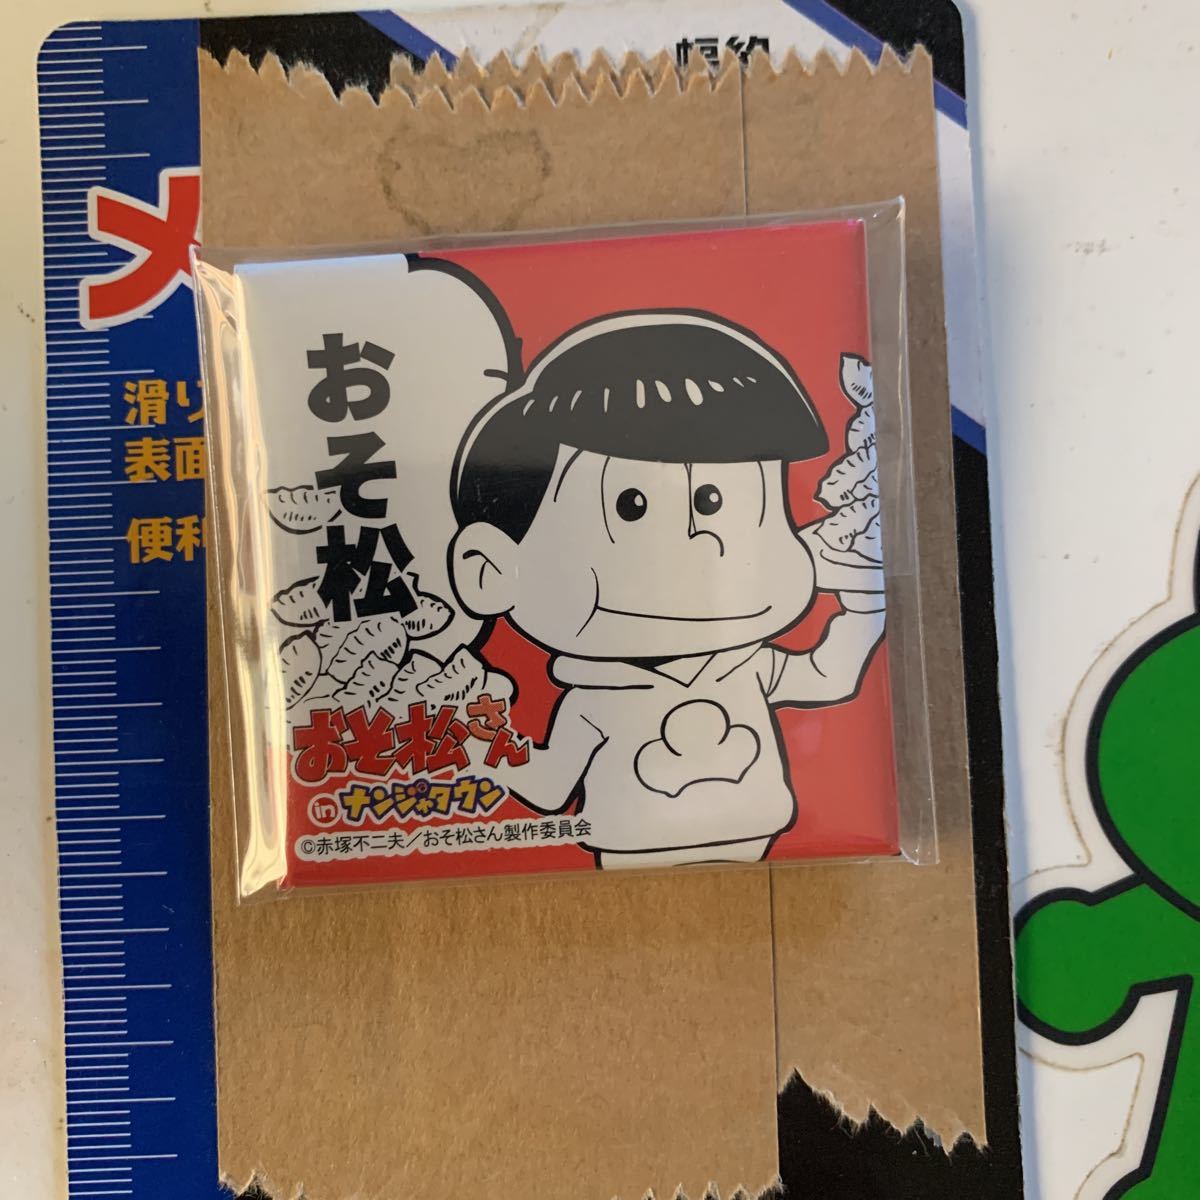 幅約
メ
滑り
表面
便利
おそ松
おそ松さん
in ナンジャタウン
©赤塚不二夫／おそ松さん製作委員会